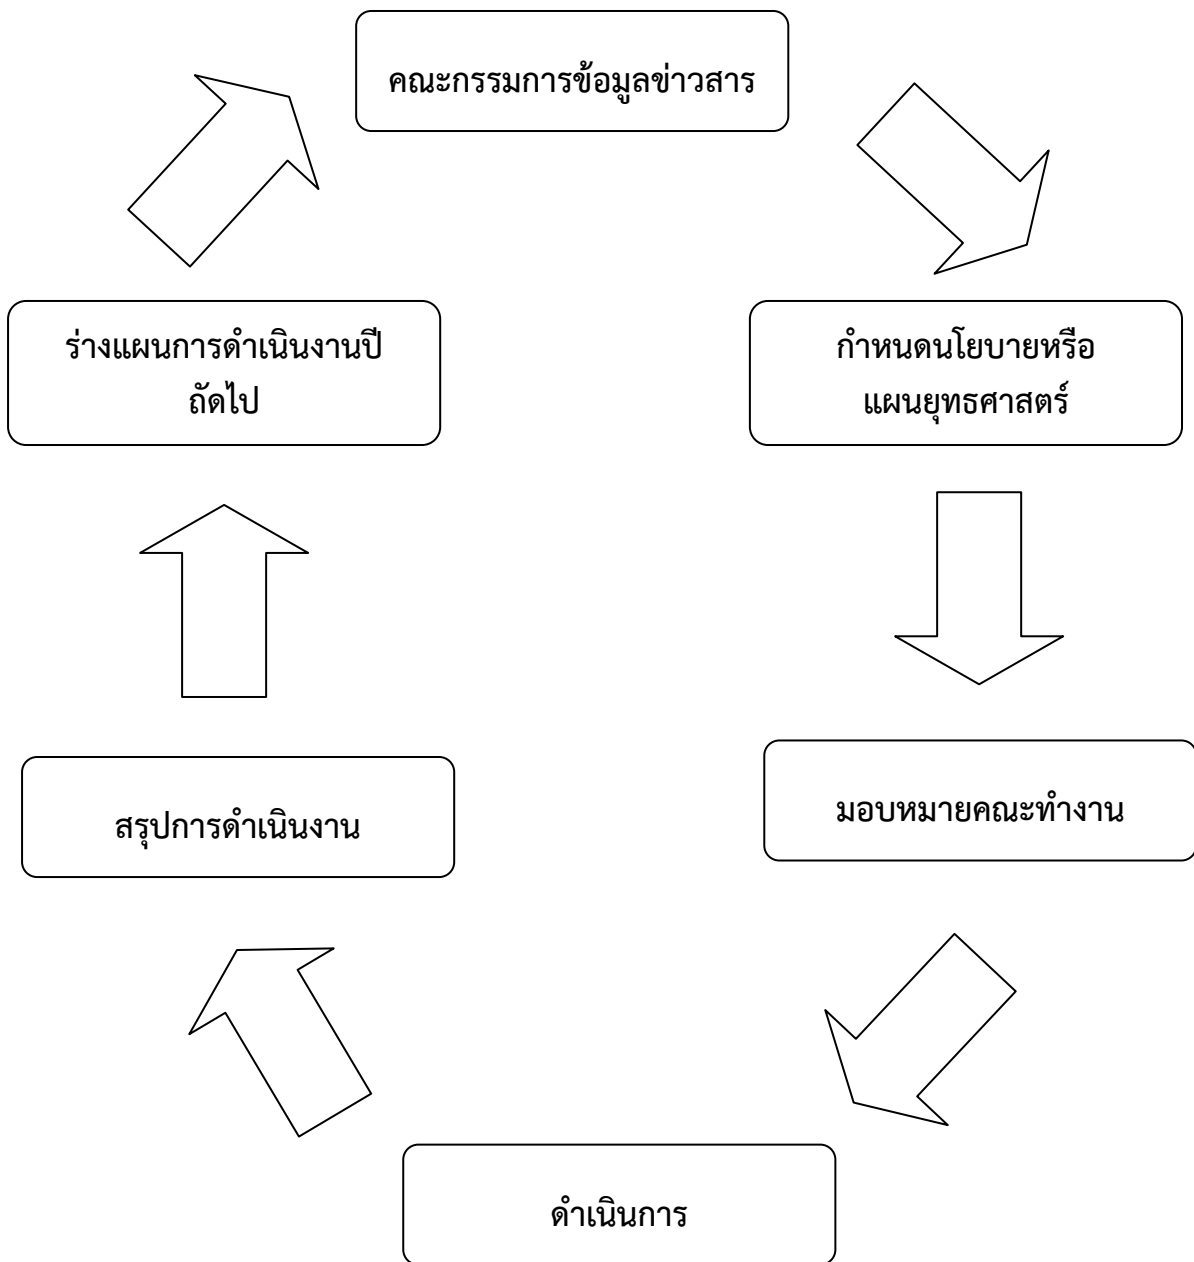 คณะกรรมการข้อมูลข่าวสาร
ร่างแผนการดำเนินงานปี
ถัดไป
กำหนดนโยบายหรือ
แผนยุทธศาสตร์
สรุปการดำเนินงาน
มอบหมายคณะทำงาน
ดำเนินการ